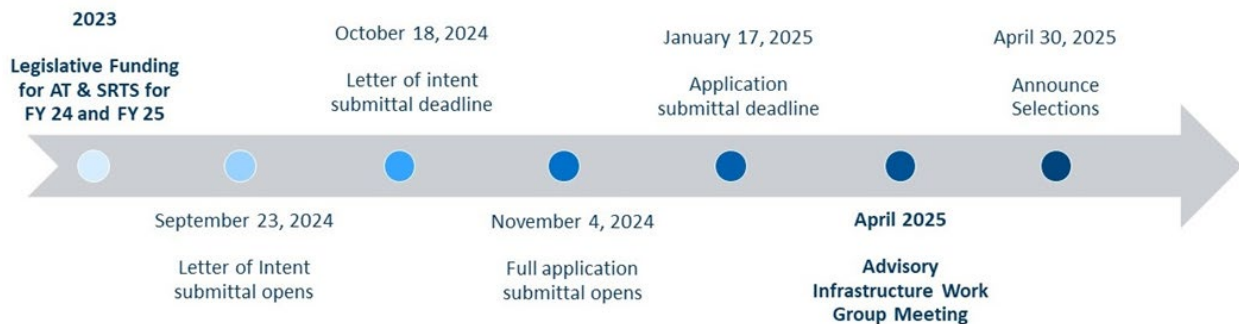 2023
Legislative Funding
for AT & SRTS for
FY 24 and FY 25
September 23, 2024
Letter of Intent
submittal opens
October 18, 2024
Letter of intent
submittal deadline
November 4, 2024
Full application
submittal opens
January 17, 2025
Application
submittal deadline
April 2025
Advisory
Infrastructure Work
Group Meeting
April 30, 2025
Announce
Selections